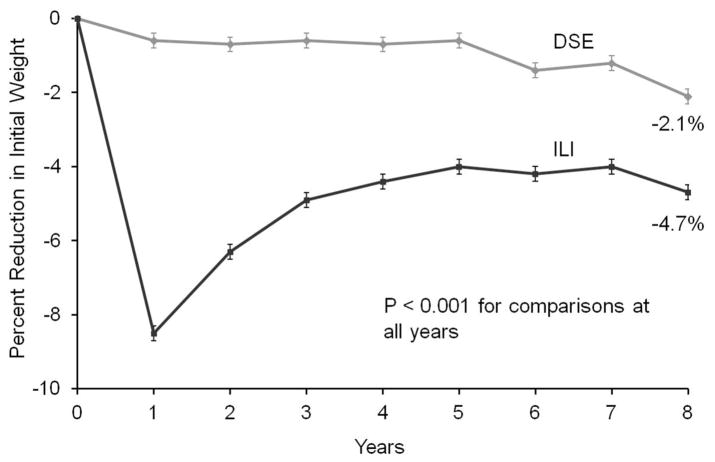 Percent Reduction in Initial Weight
0
-2
-4
-6
-8
-10
DSE
-2.1%
ILI
-4.7%
P < 0.001 for comparisons at
all years
0 1 2 3 4 5 6 7 8
Years